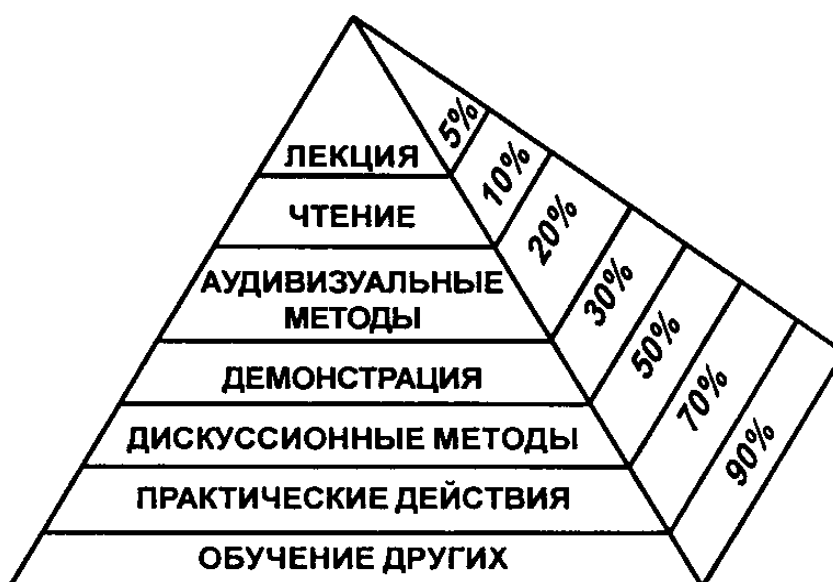 ЛЕКЦИЯ
5%
ЧТЕНИЕ
10%
АУДИВИЗУАЛЬНЫЕ
МЕТОДЫ
20%
ДЕМОНСТРАЦИЯ
30%
ДИСКУССИОННЫЕ МЕТОДЫ
50%
ПРАКТИЧЕСКИЕ ДЕЙСТВИЯ
70%
ОБУЧЕНИЕ ДРУГИХ
90%